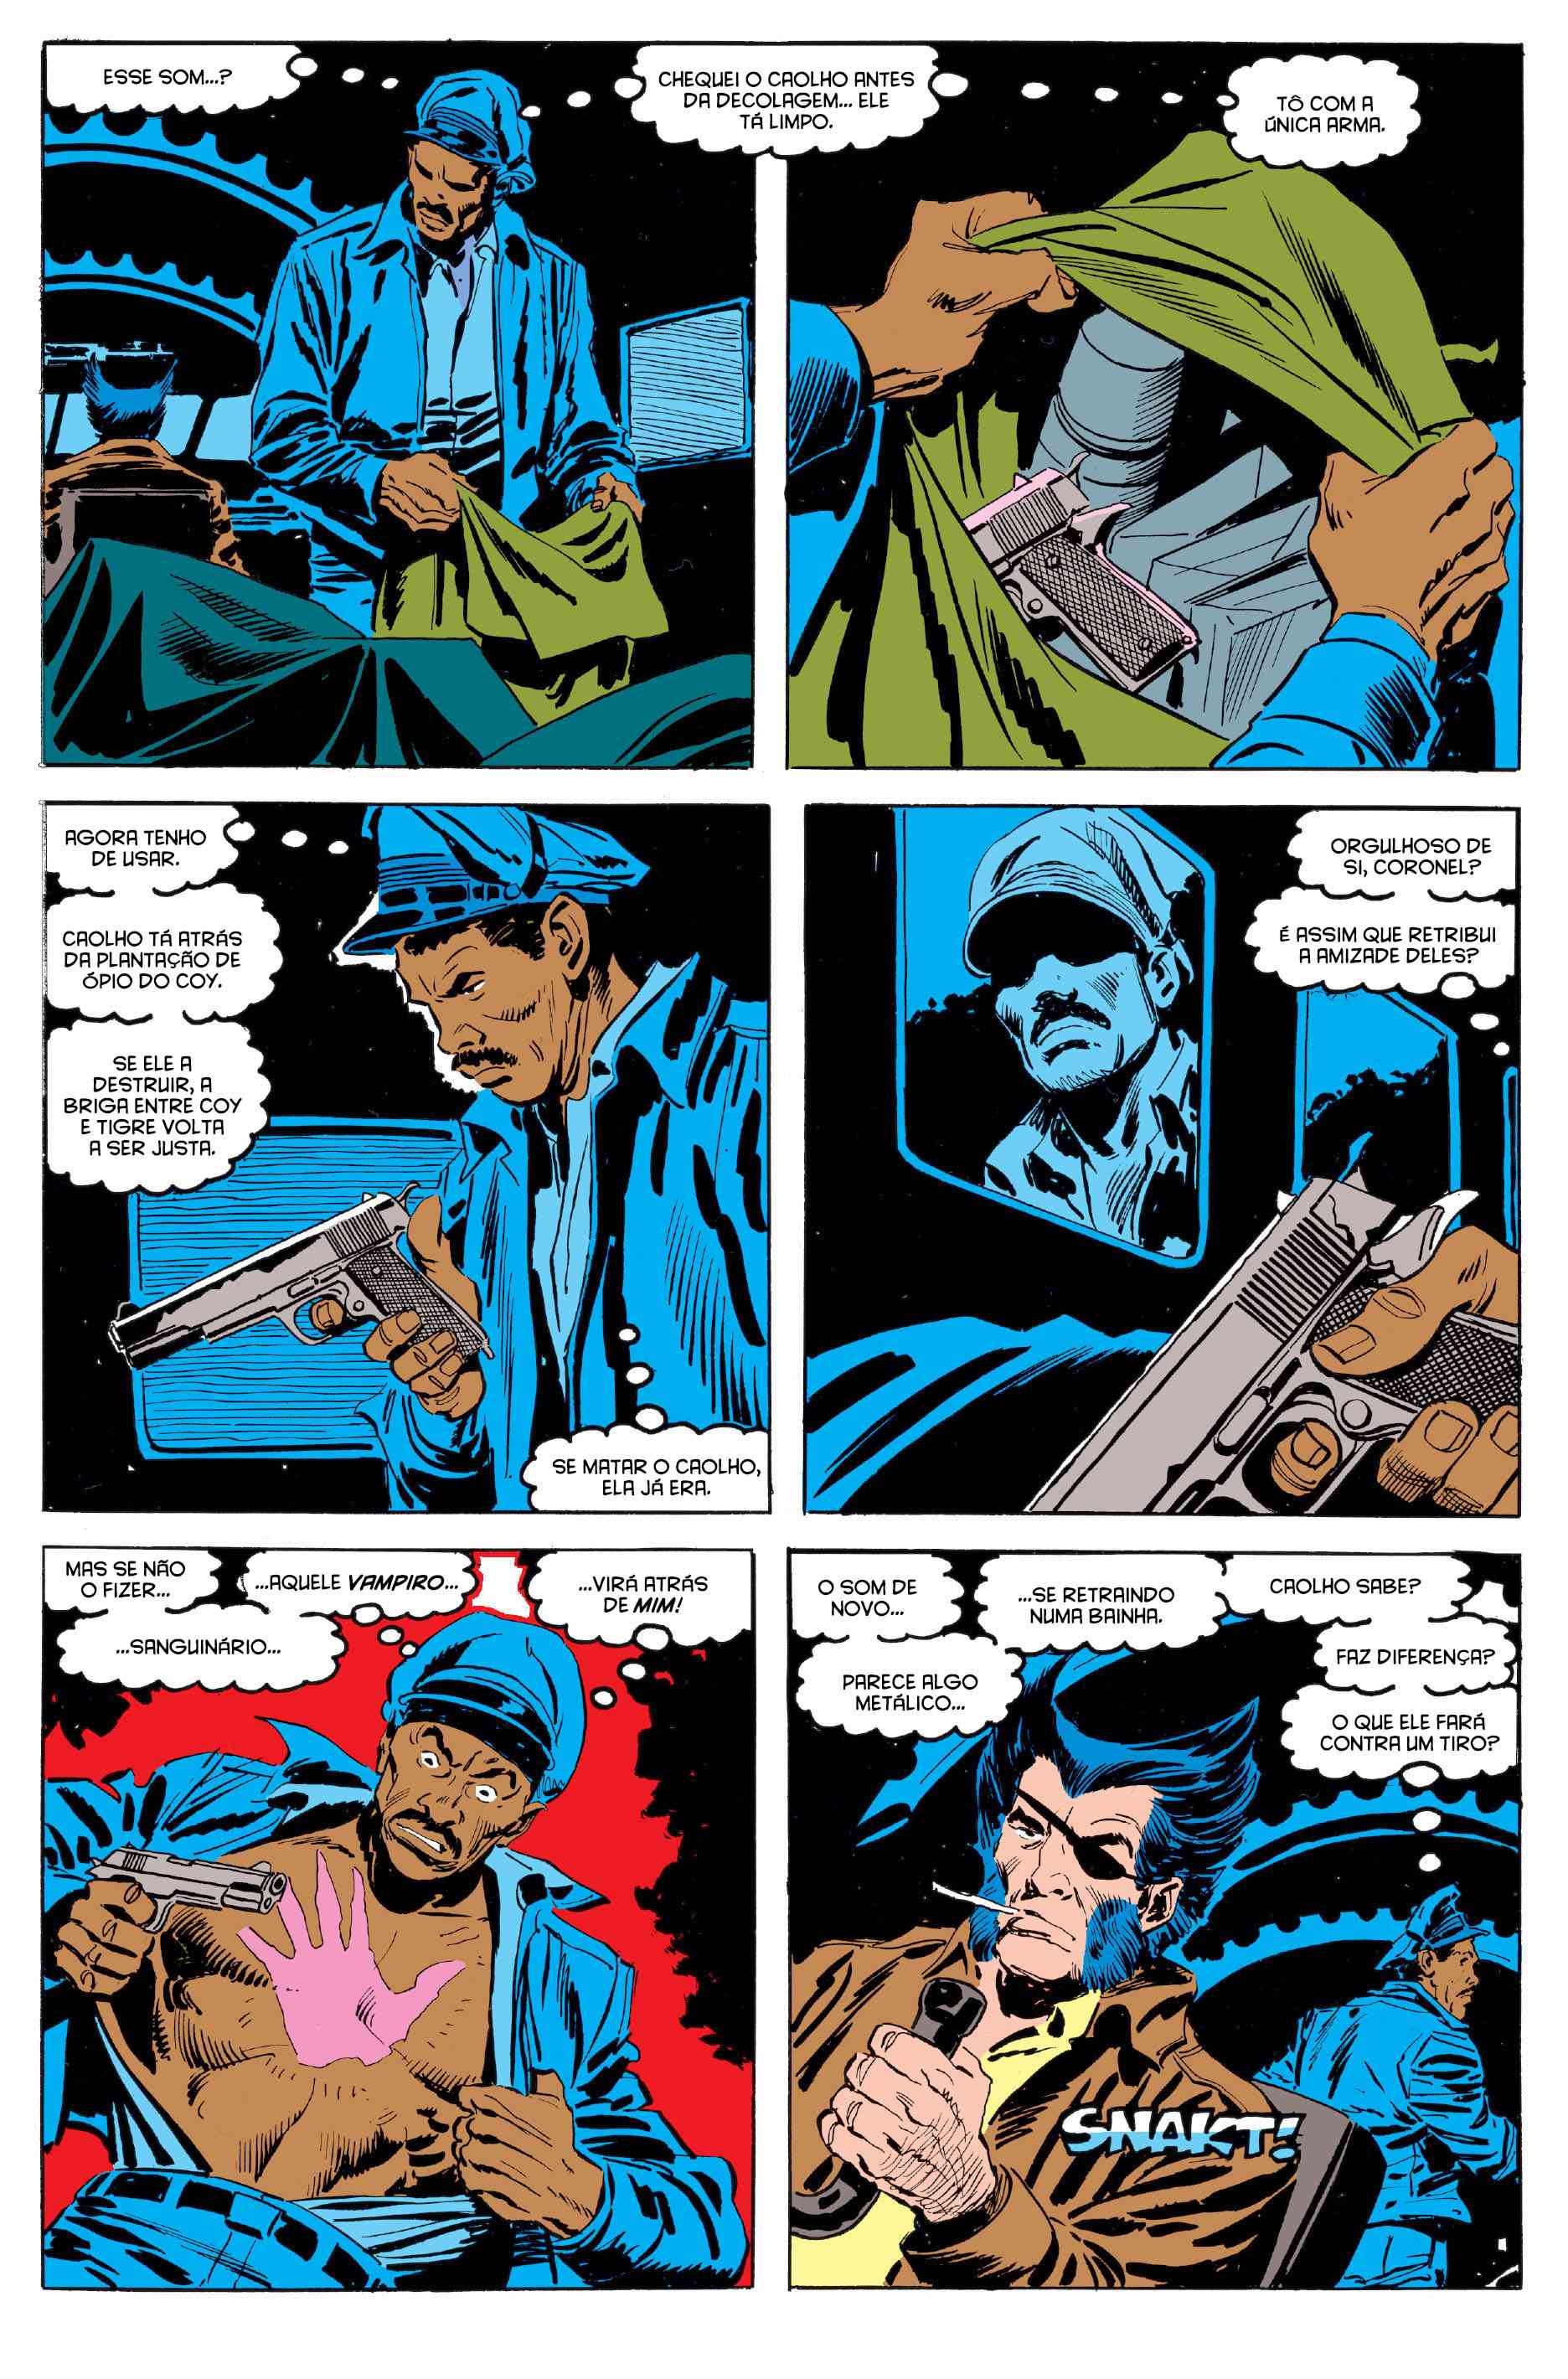 ESSE SOM...?
CHEQUEI O CAOLHO ANTES
DA DECOLAGEM... ELE
TÁ LIMPO.
TÔ COM A
ÚNICA ARMA.
AGORA TENHO
DE USAR.
CAOLHO TÁ ATRÁS
DA PLANTAÇÃO DE
ÓPIO DO COY.
SE ELE A
DESTRUIR, A
BRIGA ENTRE COY
E TIGRE VOLTA
A SER JUSTA.
SE MATAR O CAOLHO,
ELA JÁ ERA.
ORGULHOSO DE
SI, CORONEL?
É ASSIM QUE RETRIBUI
A AMIZADE DELES?
MAS SE NÃO
O FIZER...
...AQUELE VAMPIRO...
...SANGUINÁRIO...
...VIRÁ ATRÁS
DE MIM!
O SOM DE
NOVO...
PARECE ALGO
METÁLICO...
...SE RETRAINDO
NUMA BAINHA.
CAOLHO SABE?
FAZ DIFERENÇA?
O QUE ELE FARÁ
CONTRA UM TIRO?
SNAKT!